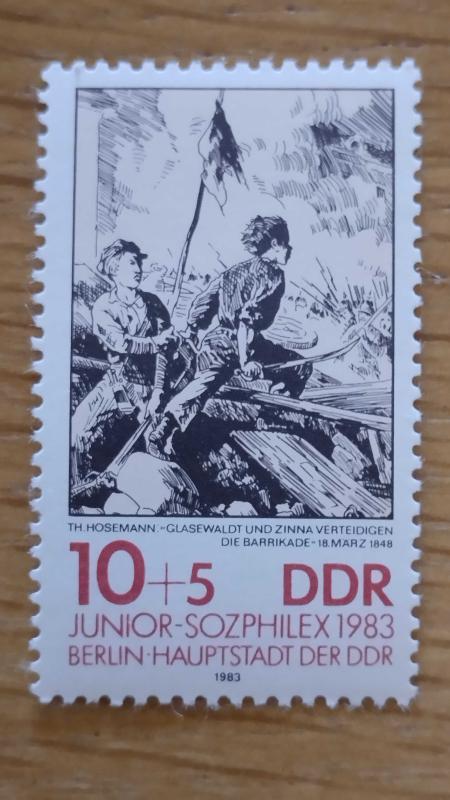 TH. HOSEMANN: »GLASEWALDT UND ZINNA VERTEIDIGEN
DIE BARRIKADE« 18. MÄRZ 1848
10+5 DDR
JUNIOR-SOZPHILEX 1983
BERLIN·HAUPTSTADT DER DDR
1983